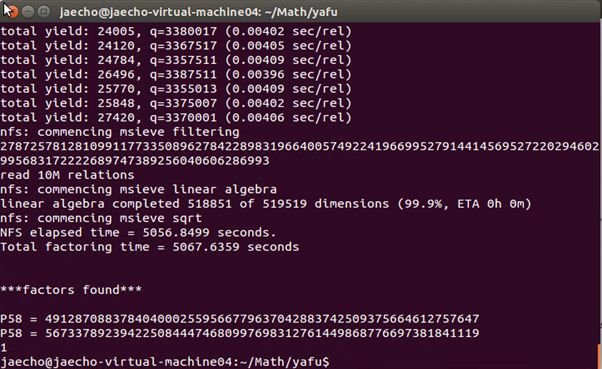 jaecho@jaecho-virtual-machine04: ~/Math/yafu
total yield: 24005, q=3380017 (0.00402 sec/rel)
total yield: 24120, q=3367517 (0.00405 sec/rel)
total yield: 24784, q=3357511 (0.00409 sec/rel)
total yield: 26496, q=3387511 (0.00396 sec/rel)
total yield: 25770, q=3355013 (0.00409 sec/rel)
total yield: 25848, q=3375007 (0.00402 sec/rel)
total yield: 27420, q=3370001 (0.00406 sec/rel)
nfs: commencing msieve filtering
27872578128109911773350896278422898319664005749224196699527914414569527220294602
995683172222689747389256040606286993
read 10M relations
nfs: commencing msieve linear algebra
linear algebra completed 518851 of 519519 dimensions (99.9%, ETA 0h 0m)
nfs: commencing msieve sqrt
NFS elapsed time = 5056.8499 seconds.
Total factoring time = 5067.6359 seconds
***factors found***
P58 = 4912870883784040002559566779637042883742509375664612757647
P58 = 5673378923942250844474680997698312761449868776697381841119
1
jaecho@jaecho-virtual-machine04:~/Math/yafu$